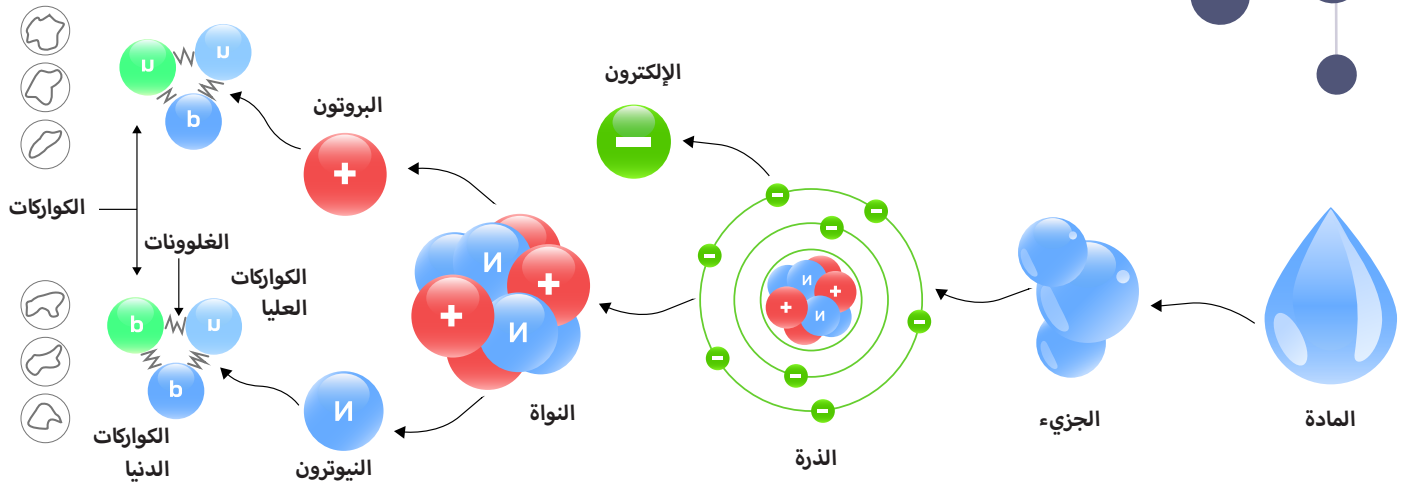 المادة
الجزيء
الذرة
N
+
+
N
الإلكترون
النواة
N
+
+
N
البروتون
+
النيوترون
N
u
u
d
الكواركات
الغلوونات
الكواركات
العليا
u
d
d
الكواركات
الدنيا